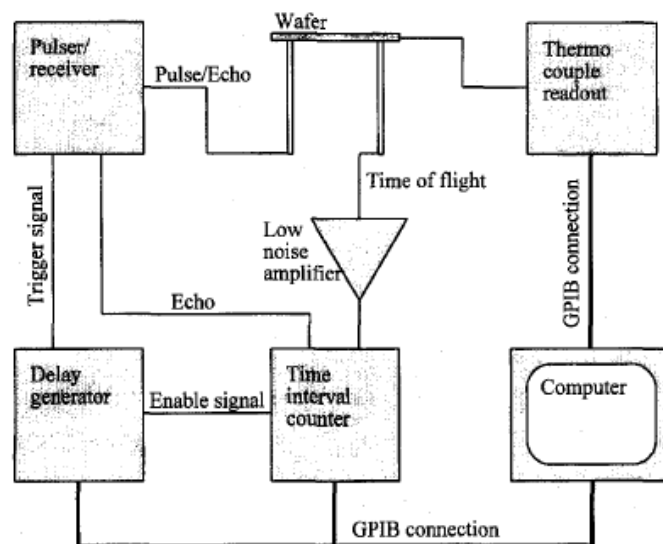 Wafer
Pulser/
receiver
Pulse/Echo
Thermo
couple
readout
Time of flight
Trigger signal
Low
noise
amplifier
GPIB connection
Echo
Delay
generator
Enable signal
Time
interval
counter
Computer
GPIB connection